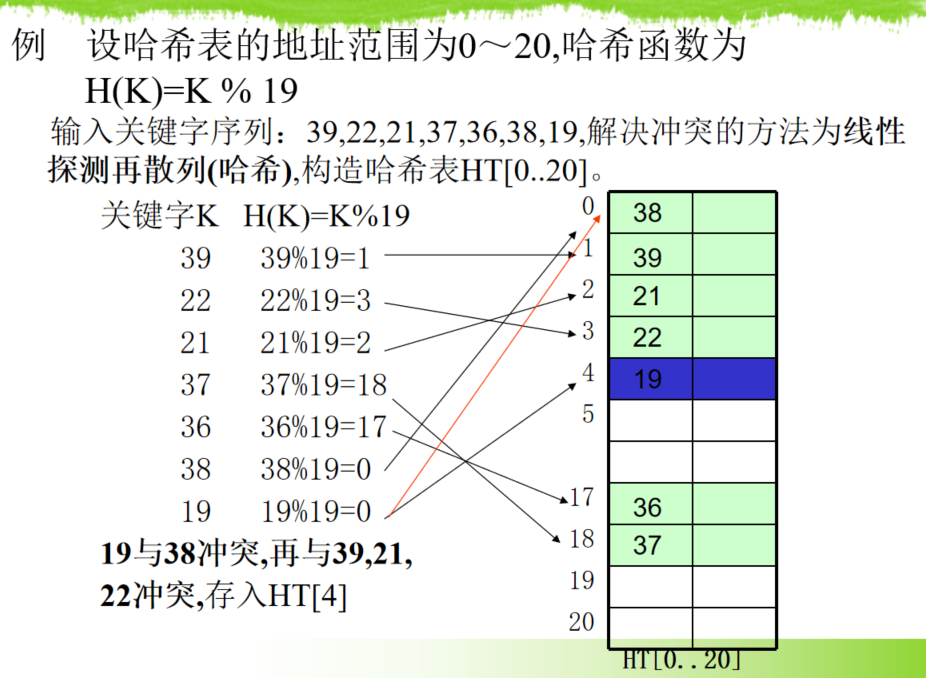 例 设哈希表的地址范围为0～20,哈希函数为
H(K)=K % 19
输入关键字序列：39,22,21,37,36,38,19,解决冲突的方法为线性
探测再散列(哈希),构造哈希表HT[0..20]。
关键字K H(K)=K%19
39 39%19=1
22 22%19=3
21 21%19=2
37 37%19=18
36 36%19=17
38 38%19=0
19 19%19=0
19与38冲突,再与39,21,
22冲突,存入HT[4]
0 38
1 39
2 21
3 22
4 19
5
17 36
18 37
19
20
HT[0..20]